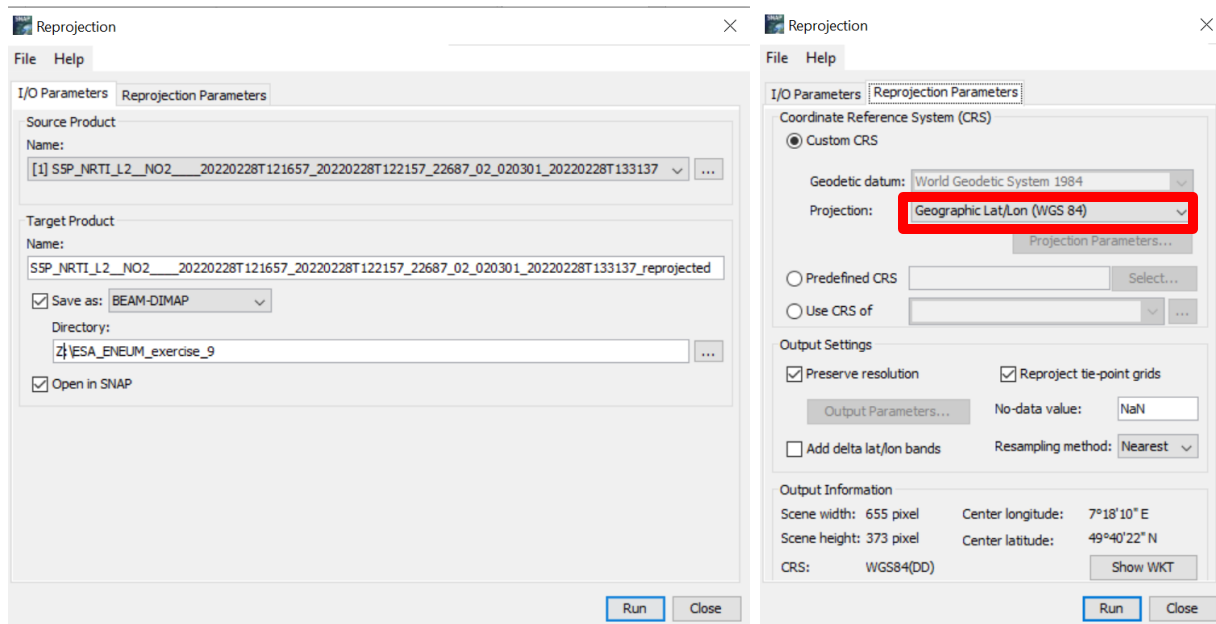 SNAP Reprojection
File Help
I/O Parameters Reprojection Parameters
Source Product
Name:
[1] S5P_NRTI_L2__NO2____20220228T121657_20220228T122157_22687_02_020301_20220228T133137 ...
Target Product
Name:
S5P_NRTI_L2__NO2____20220228T121657_20220228T122157_22687_02_020301_20220228T133137_reprojected
Save as: BEAM-DIMAP
Directory:
Z:\ESA_ENEUM_exercise_9 ...
Open in SNAP
Run Close
SNAP Reprojection
File Help
I/O Parameters Reprojection Parameters
Coordinate Reference System (CRS)
Custom CRS
Geodetic datum: World Geodetic System 1984
Projection: Geographic Lat/Lon (WGS 84)
Projection Parameters...
Predefined CRS Select...
Use CRS of ...
Output Settings
Preserve resolution Reproject tie-point grids
Output Parameters... No-data value: NaN
Add delta lat/lon bands Resampling method: Nearest
Output Information
Scene width: 655 pixel Center longitude: 7°18'10" E
Scene height: 373 pixel Center latitude: 49°40'22" N
CRS: WGS84(DD) Show WKT
Run Close